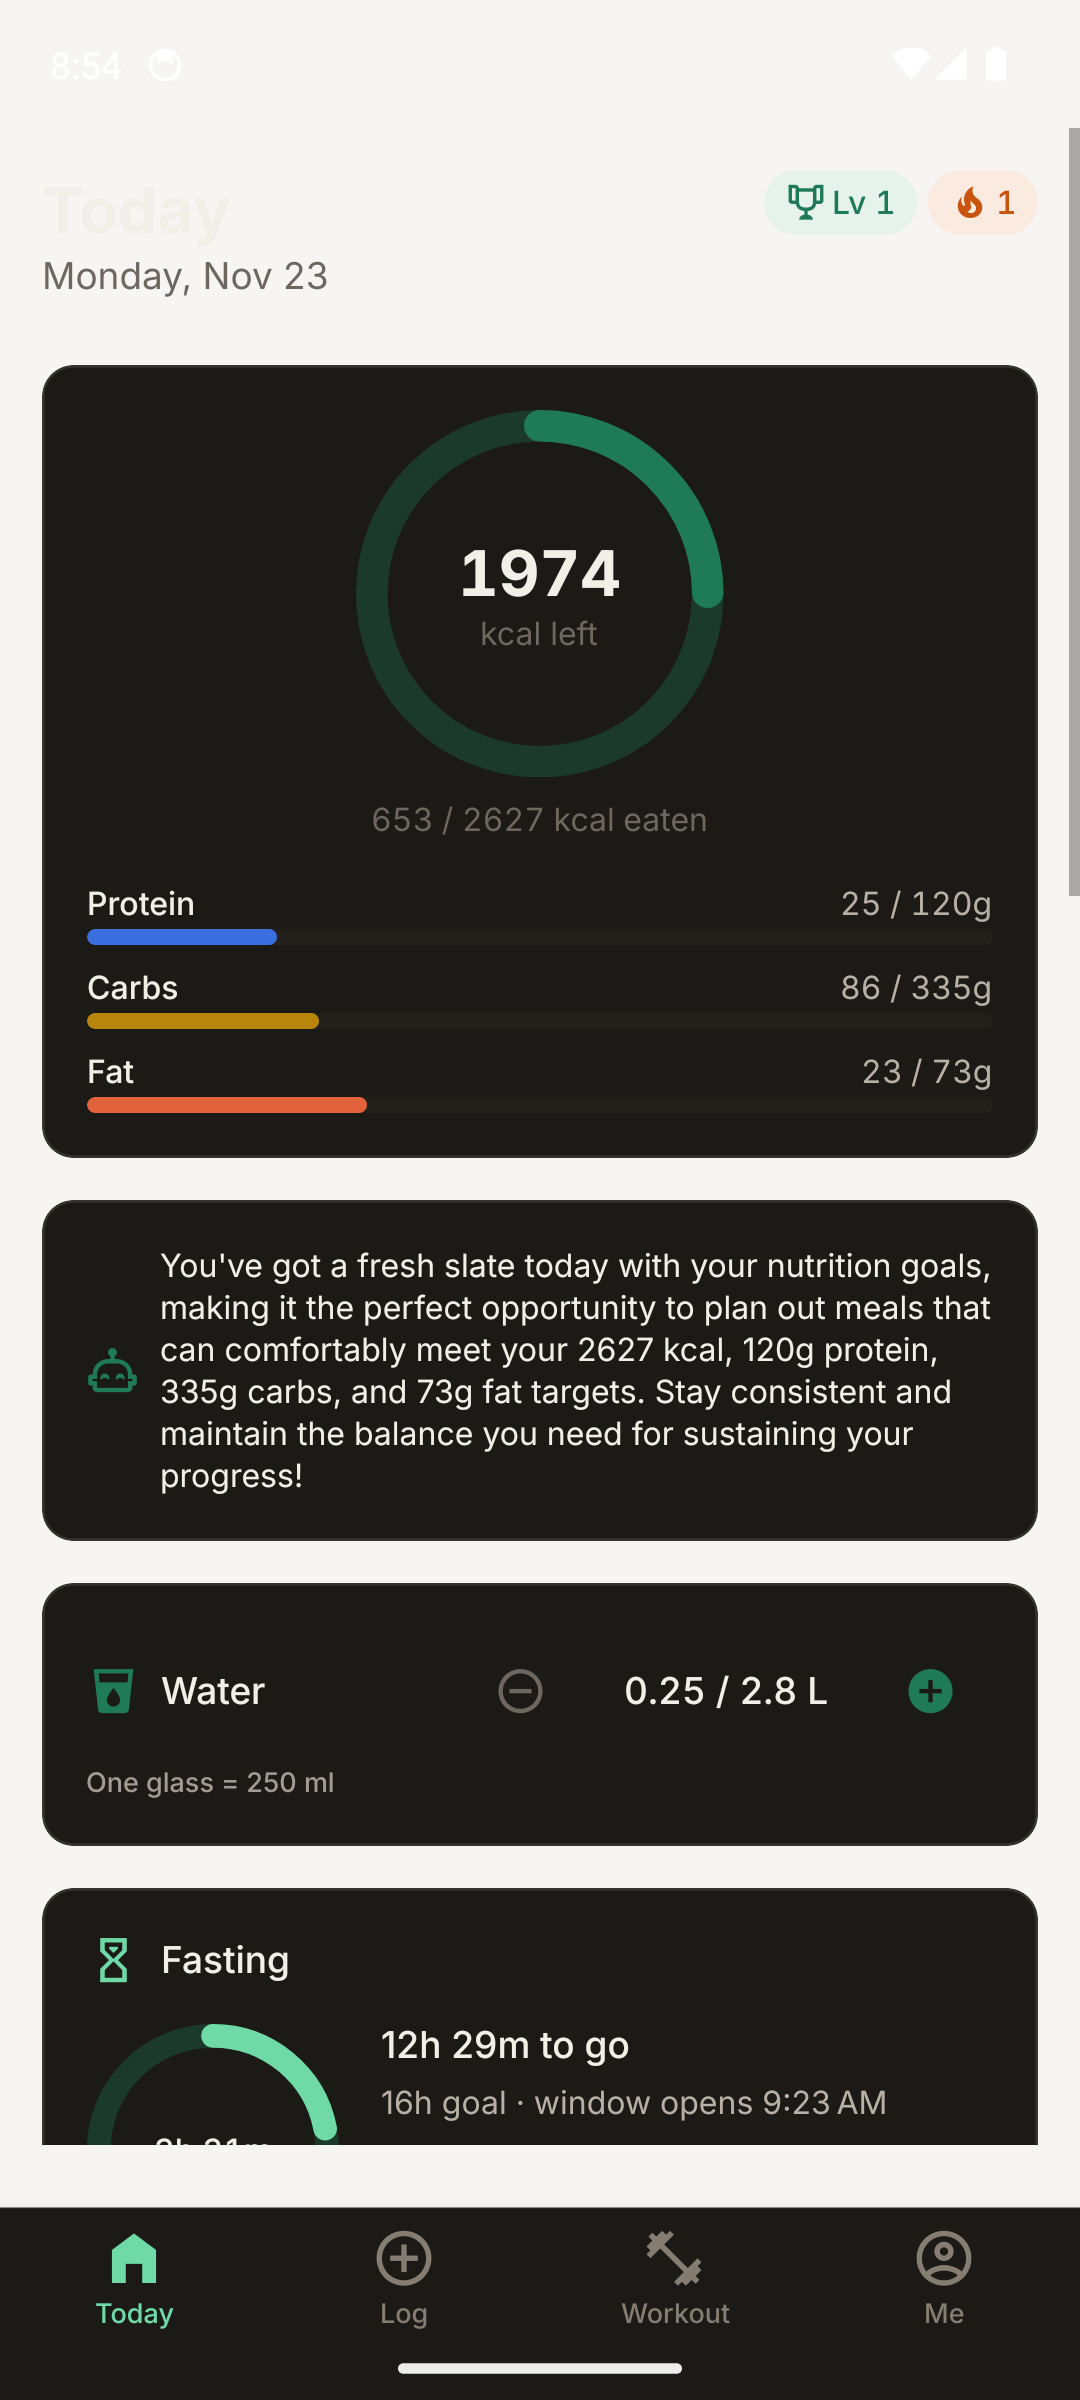 8:54
Today
Lv 1
1
Monday, Nov 23
1974
kcal left
653 / 2627 kcal eaten
Protein
25 / 120g
Carbs
86 / 335g
Fat
23 / 73g
You've got a fresh slate today with your nutrition goals,
making it the perfect opportunity to plan out meals that
can comfortably meet your 2627 kcal, 120g protein,
335g carbs, and 73g fat targets. Stay consistent and
maintain the balance you need for sustaining your
progress!
Water
0.25 / 2.8 L
One glass = 250 ml
Fasting
12h 29m to go
16h goal · window opens 9:23 AM
Today
Log
Workout
Me